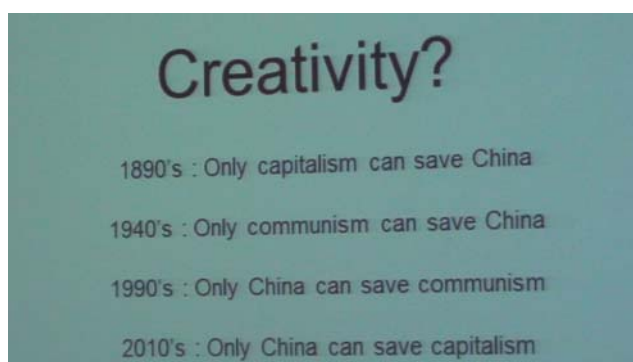 Creativity?
1890's : Only capitalism can save China
1940's : Only communism can save China
1990's : Only China can save communism
2010's : Only China can save capitalism